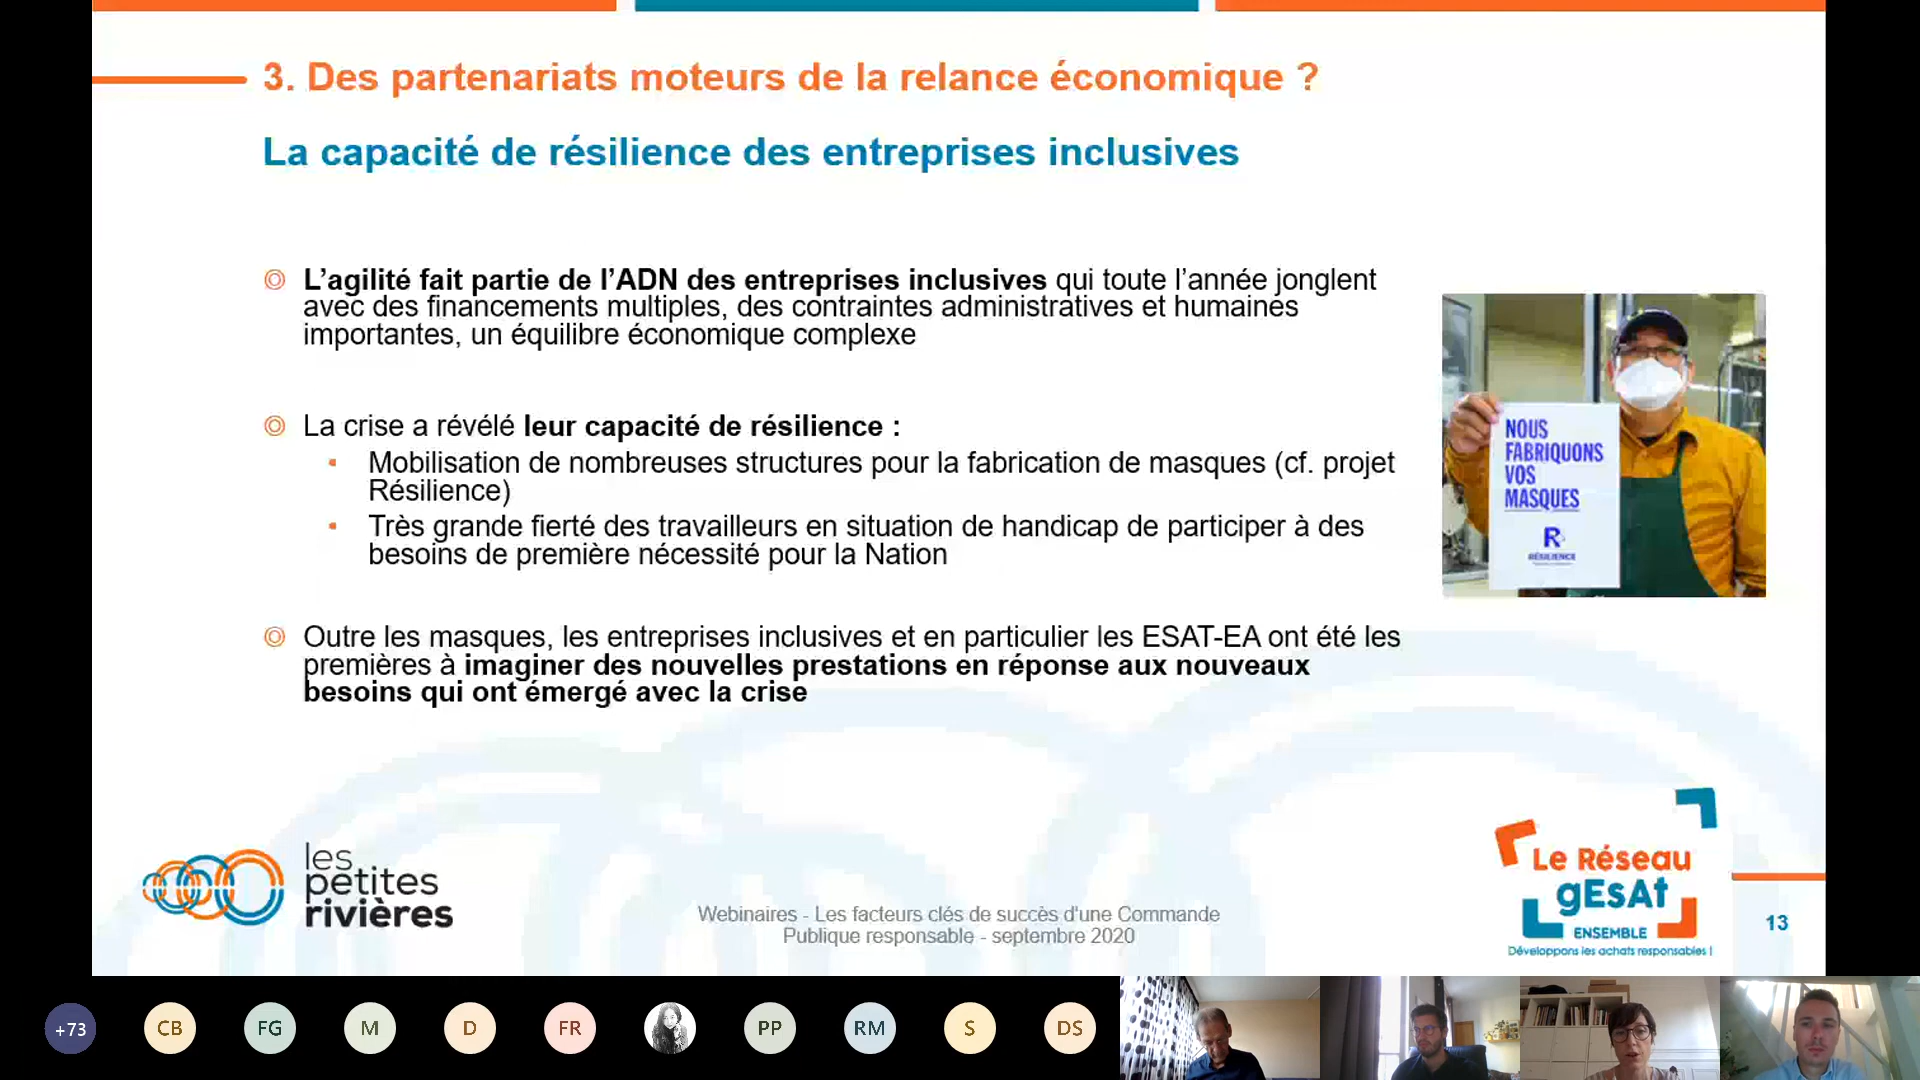 3. Des partenariats moteurs de la relance économique ?
La capacité de résilience des entreprises inclusives
L’agilité fait partie de l’ADN des entreprises inclusives qui toute l’année jonglent
avec des financements multiples, des contraintes administratives et humaines
importantes, un équilibre économique complexe
La crise a révélé leur capacité de résilience :
Mobilisation de nombreuses structures pour la fabrication de masques (cf. projet
Résilience)
Très grande fierté des travailleurs en situation de handicap de participer à des
besoins de première nécessité pour la Nation
Outre les masques, les entreprises inclusives et en particulier les ESAT-EA ont été les
premières à imaginer des nouvelles prestations en réponse aux nouveaux
besoins qui ont émergé avec la crise
NOUS
FABRIQUONS
VOS
MASQUES
R
RÉSILIENCE
les
petites
rivières
Webinaires - Les facteurs clés de succès d'une Commande
Publique responsable - septembre 2020
Le Réseau
gEsAt
ENSEMBLE
Développons les achats responsables !
13
+73
CB
FG
M
D
FR
PP
RM
S
DS